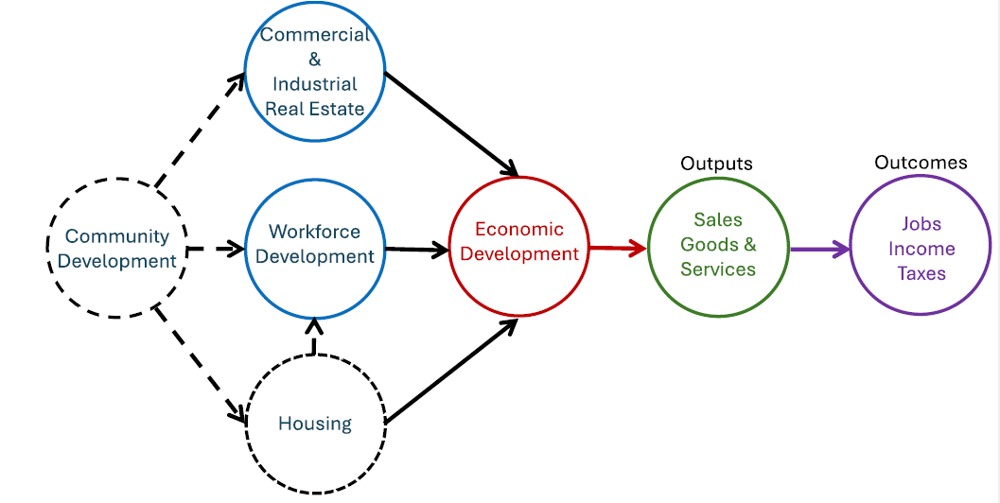 Commercial
&
Industrial
Real Estate
Community
Development
Workforce
Development
Housing
Economic
Development
Outputs
Sales
Goods &
Services
Outcomes
Jobs
Income
Taxes